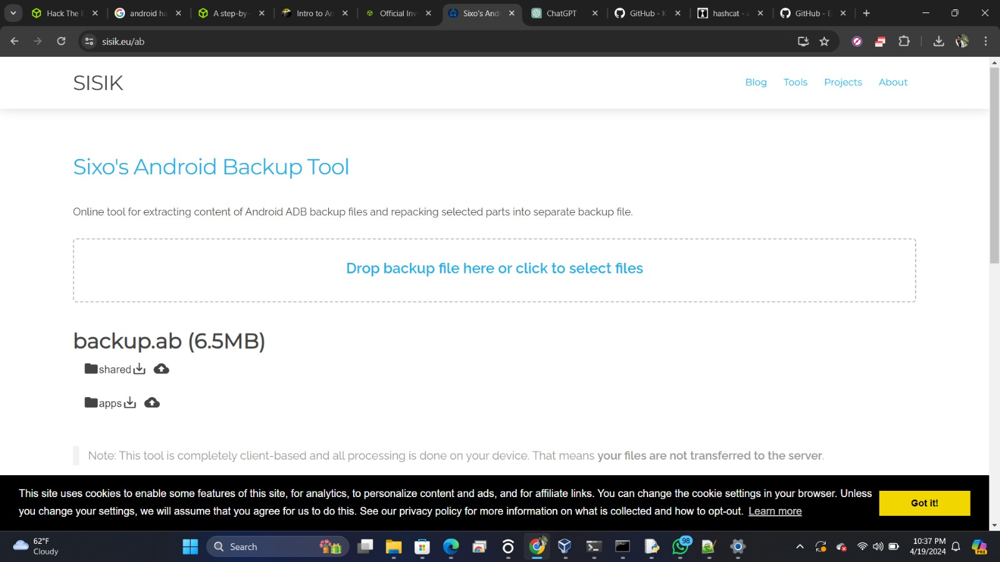 Hack The B
android ha
A step-by-
Intro to An
Official Inv
Sixo's And
ChatGPT
GitHub - K
hashcat - a
GitHub - E
sisik.eu/ab
SISIK
Blog
Tools
Projects
About
Sixo's Android Backup Tool
Online tool for extracting content of Android ADB backup files and repacking selected parts into separate backup file.
Drop backup file here or click to select files
backup.ab (6.5MB)
shared
apps
Note: This tool is completely client-based and all processing is done on your device. That means your files are not transferred to the server.
This site uses cookies to enable some features of this site, for analytics, to personalize content and ads, and for affiliate links. You can change the cookie settings in your browser. Unless
you change your settings, we will assume that you agree for us to do this. See our privacy policy for more information on what is collected and how to opt-out. Learn more
Got it!
62°F
Cloudy
Search
98
10:37 PM
4/19/2024
PRE